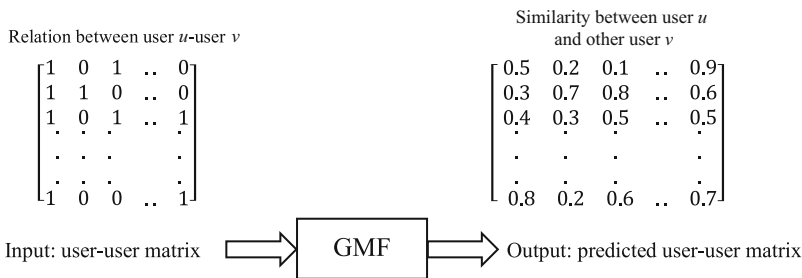 Relation between user u-user v
1 0 1 .. 0
1 1 0 .. 0
1 0 1 .. 1
. . . .
. . . .
. . . .
1 0 0 .. 1
Input: user-user matrix
GMF
Similarity between user u
and other user v
0.5 0.2 0.1 .. 0.9
0.3 0.7 0.8 .. 0.6
0.4 0.3 0.5 .. 0.5
. . . .
. . . .
. . . .
0.8 0.2 0.6 .. 0.7
Output: predicted user-user matrix